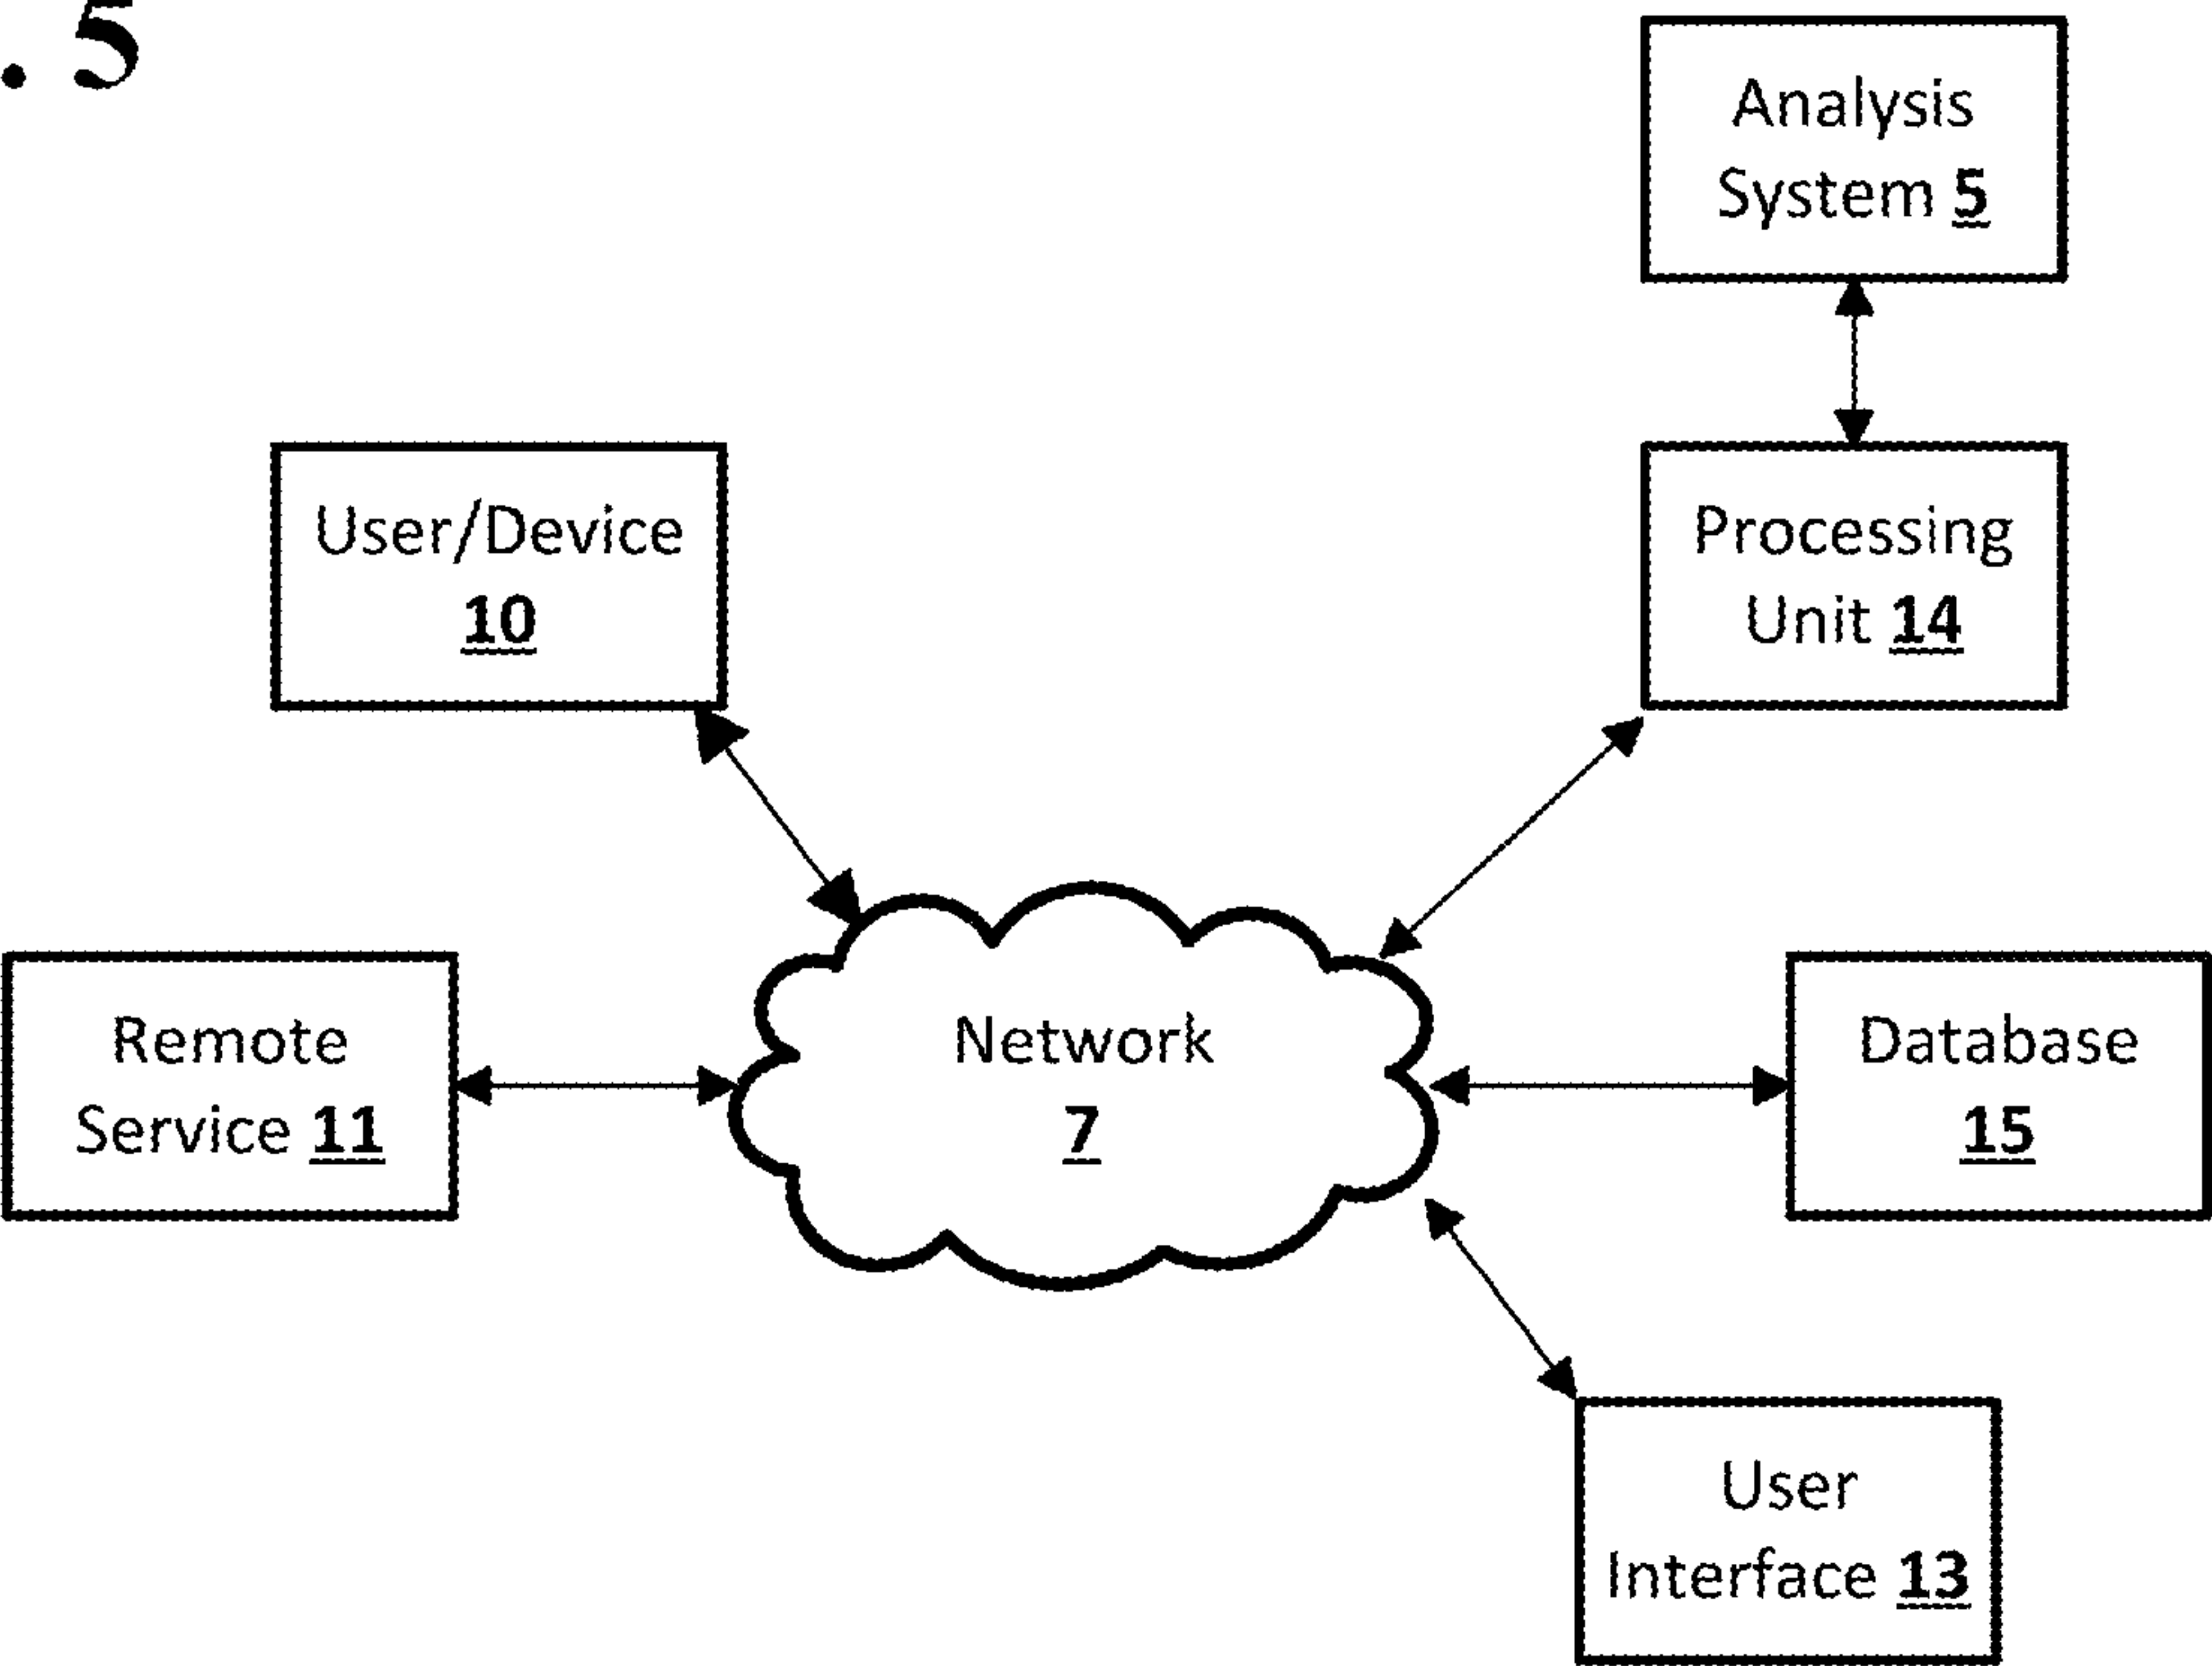 . 5
Analysis
System 5
User/Device
10
Processing
Unit 14
Remote
Service 11
Network
7
Database
15
User
Interface 13